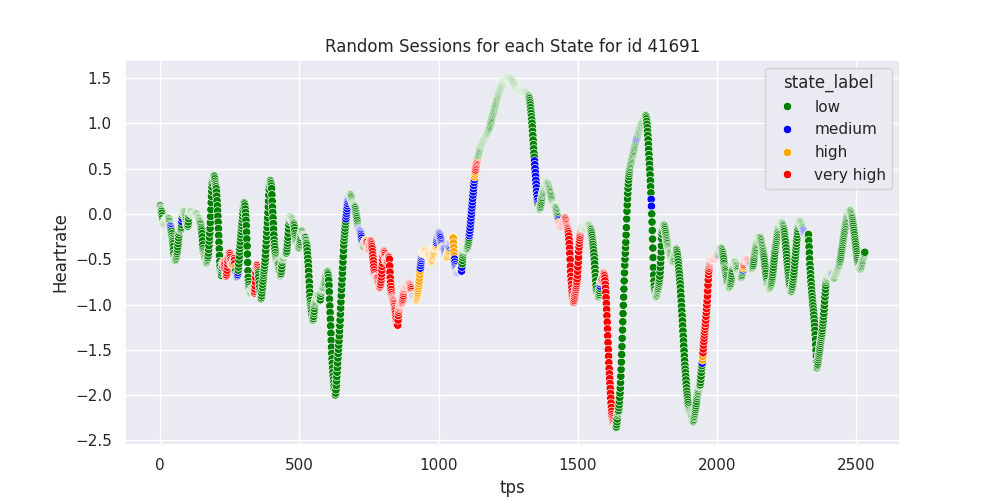 Random Sessions for each State for id 41691
state_label
low
medium
high
very high
Heartrate
1.5
1.0
0.5
0.0
−0.5
−1.0
−1.5
−2.0
−2.5
0 500 1000 1500 2000 2500
tps